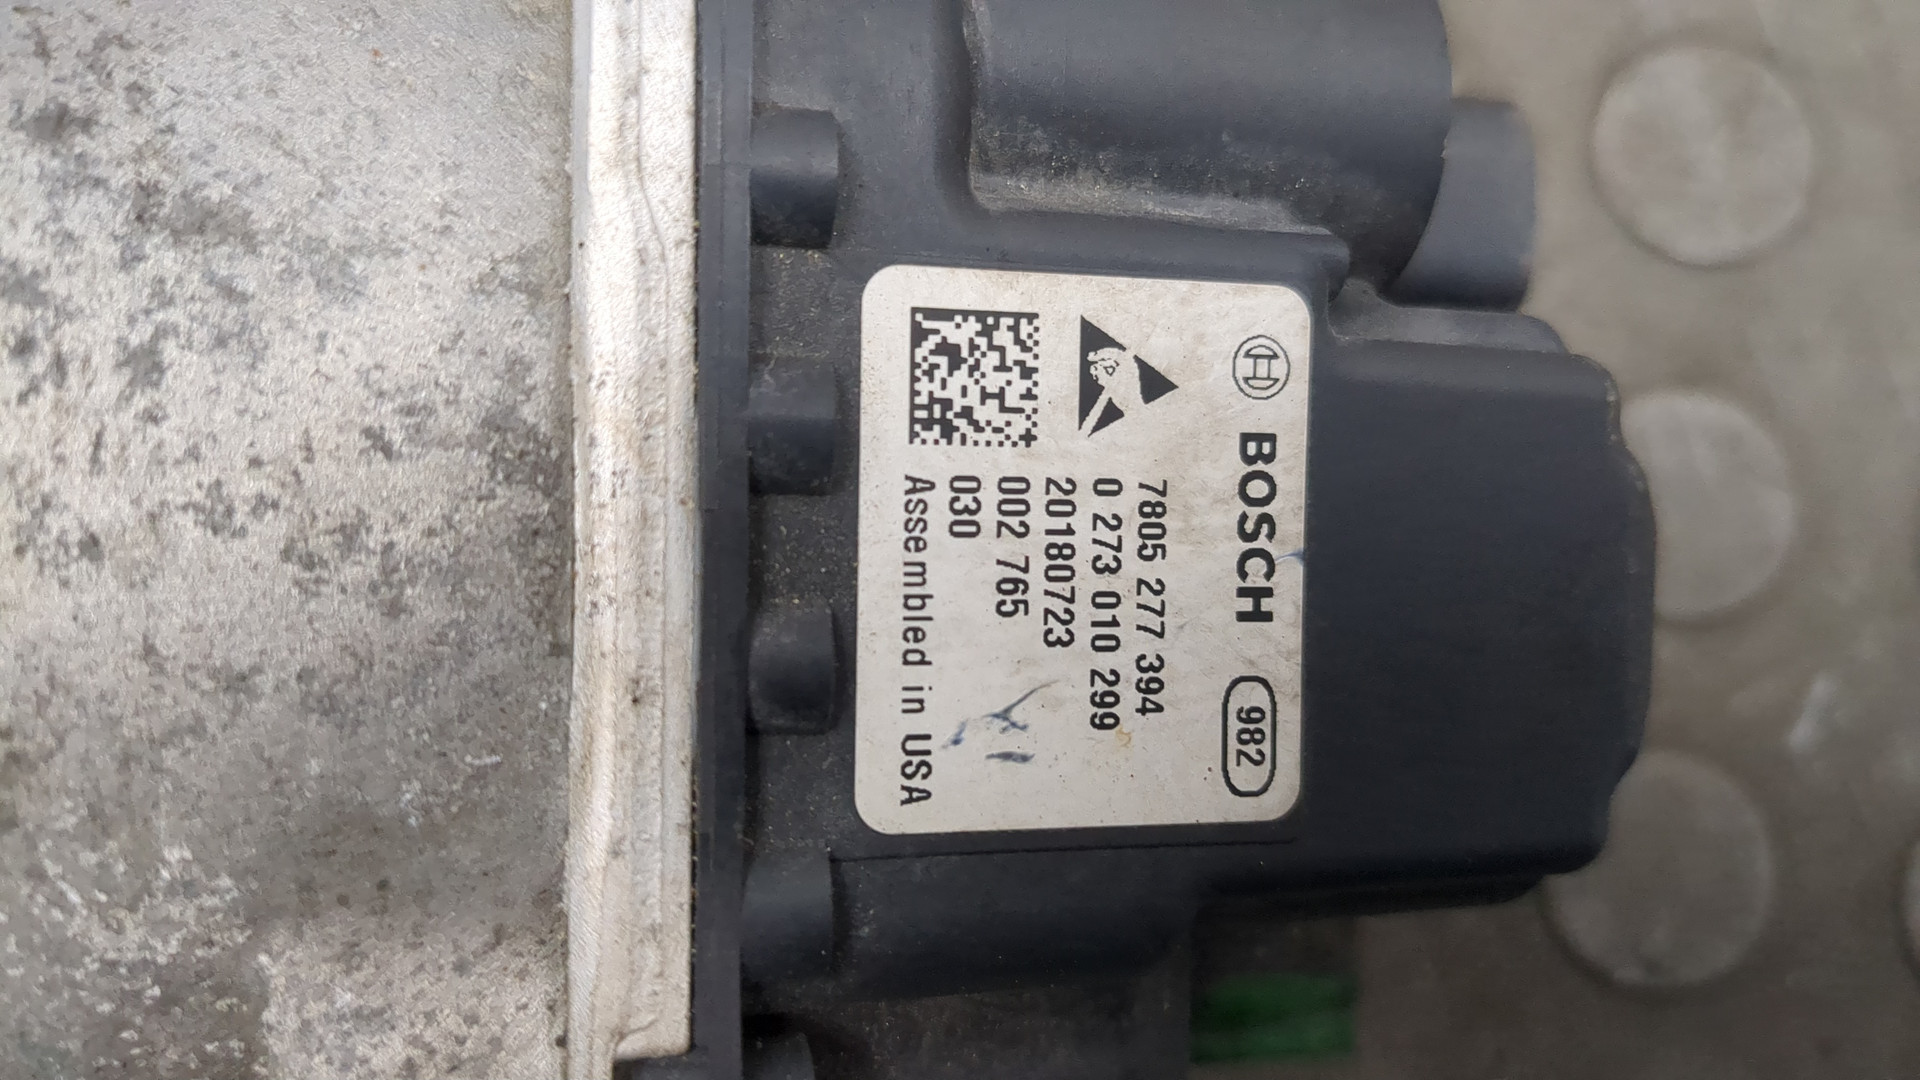 BOSCH 982
7805 277 394
0 273 010 299
20180723
002 765
030
Assembled in USA